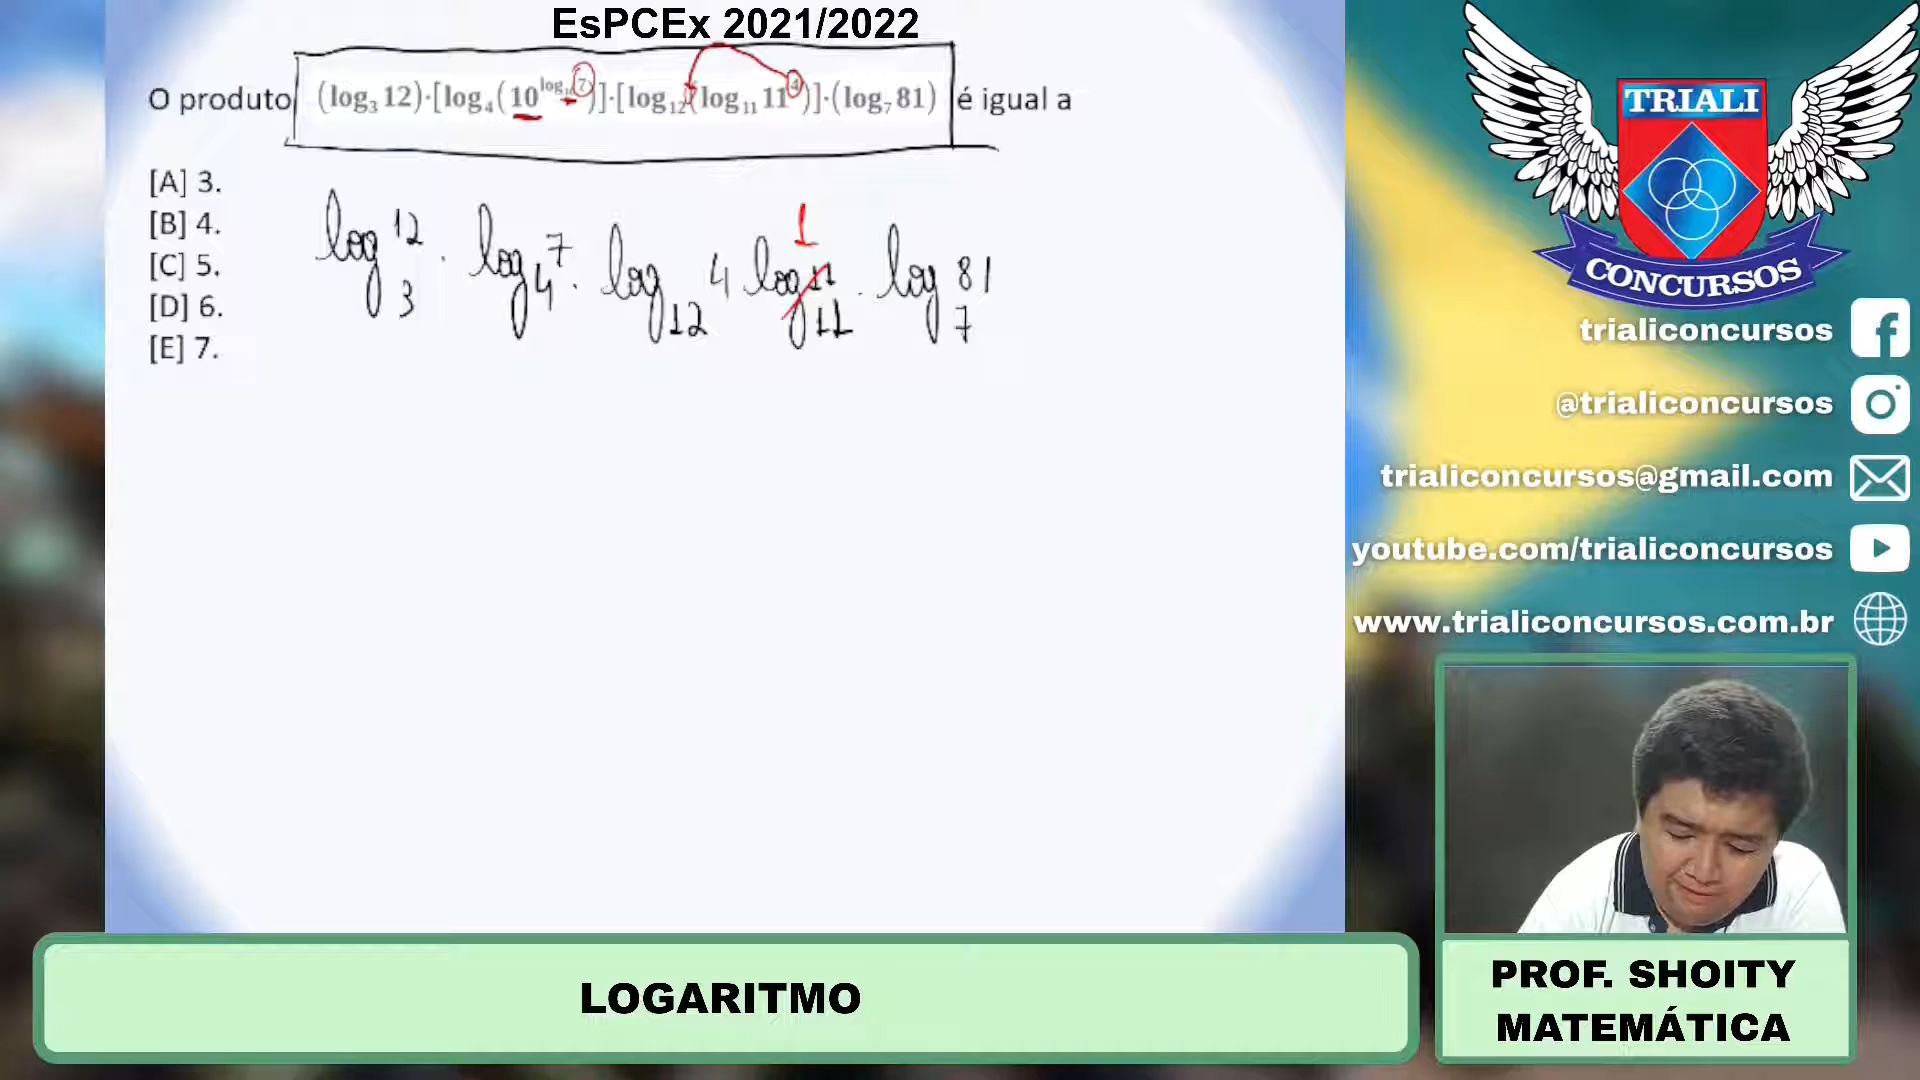 EsPCEx 2021/2022
O produto (log₃ 12)·[log₄(10^log₁₀ 7)]·[log₁₂(log₁₁ 11⁴)]·(log₇ 81) é igual a
[A] 3.
[B] 4.
[C] 5.
[D] 6.
[E] 7.
1
log₃ 12 · log₄ 7 · log₁₂ 4 log₁₁ 11 · log₇ 81
TRIALI
CONCURSOS
trialiconcursos
@trialiconcursos
trialiconcursos@gmail.com
youtube.com/trialiconcursos
www.trialiconcursos.com.br
LOGARITMO
PROF. SHOITY
MATEMÁTICA